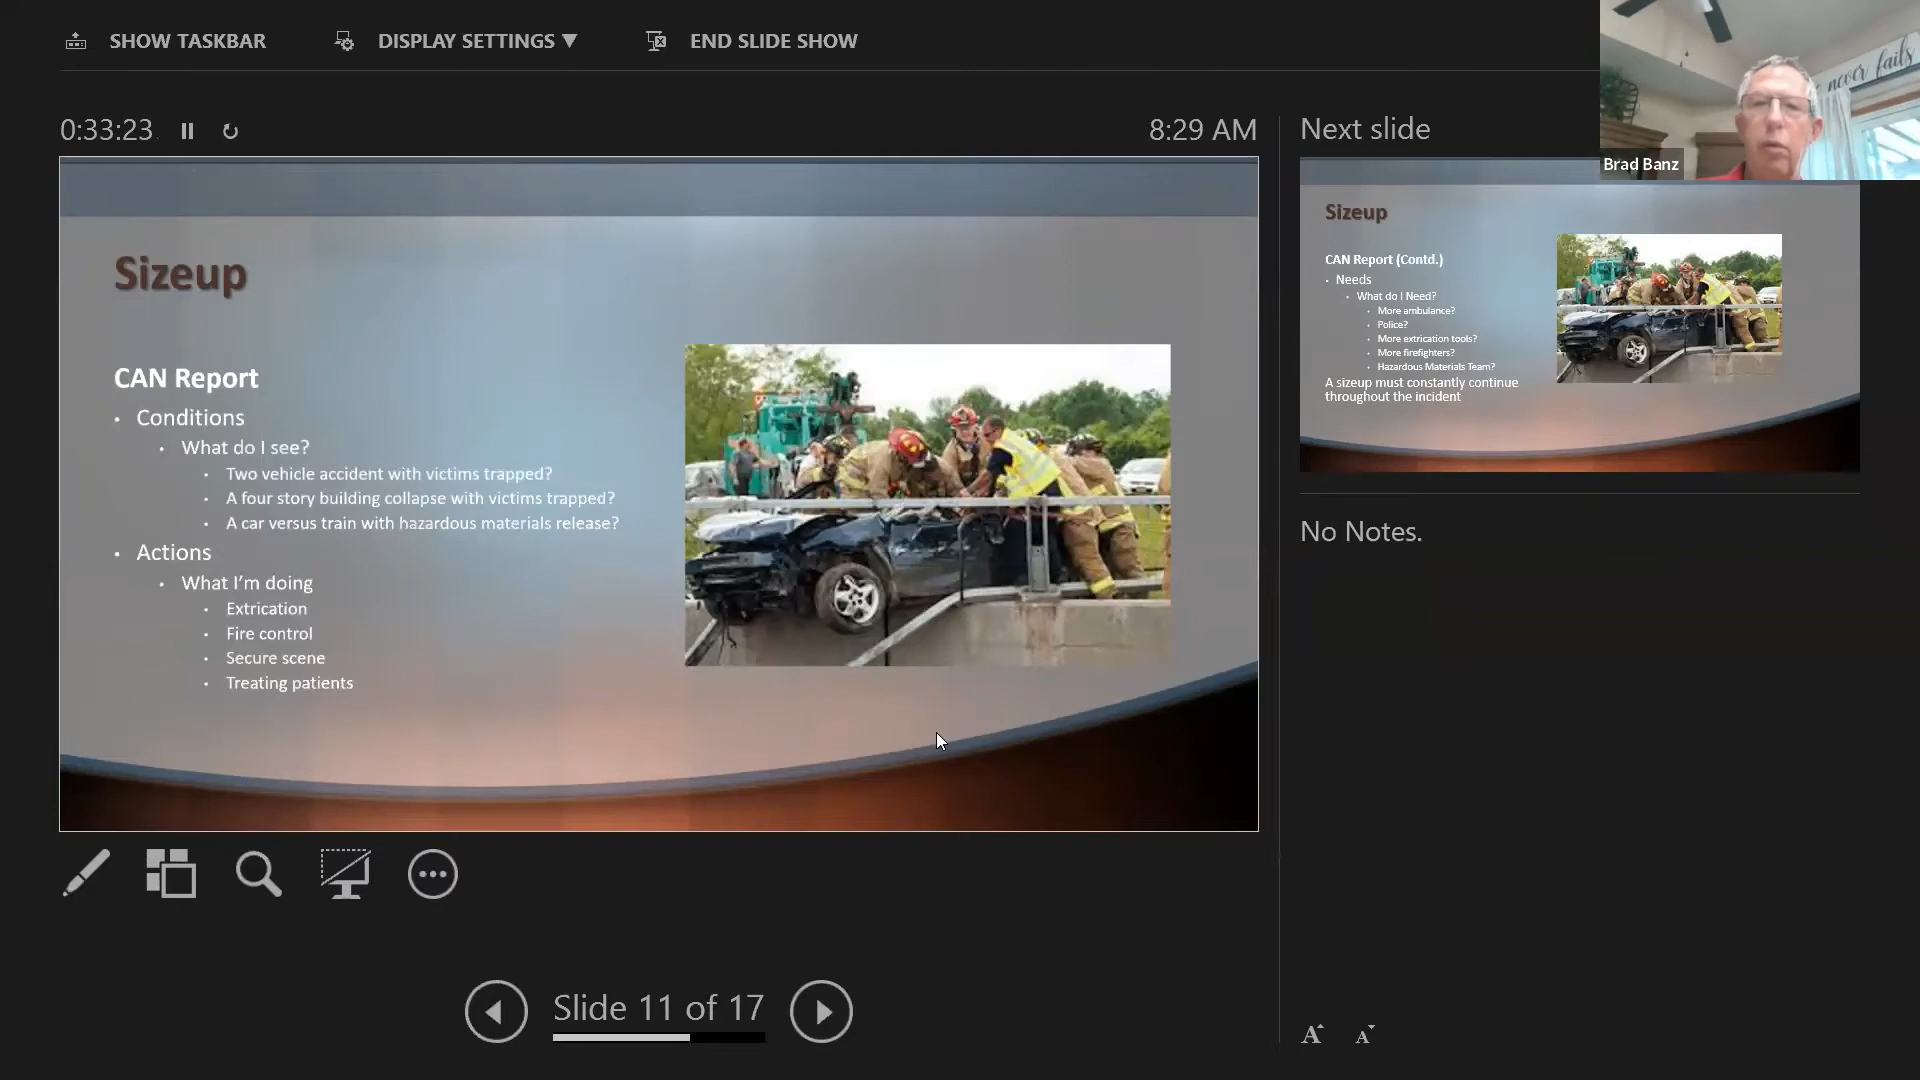 SHOW TASKBAR
DISPLAY SETTINGS ▼
END SLIDE SHOW
never fails
Brad Banz
0:33:23
8:29 AM
Next slide
Sizeup
CAN Report
• Conditions
• What do I see?
• Two vehicle accident with victims trapped?
• A four story building collapse with victims trapped?
• A car versus train with hazardous materials release?
• Actions
• What I'm doing
• Extrication
• Fire control
• Secure scene
• Treating patients
Sizeup
CAN Report (Contd.)
• Needs
• What do I Need?
• More ambulance?
• Police?
• More extrication tools?
• More firefighters?
• Hazardous Materials Team?
A sizeup must constantly continue
throughout the incident
No Notes.
Slide 11 of 17
A A